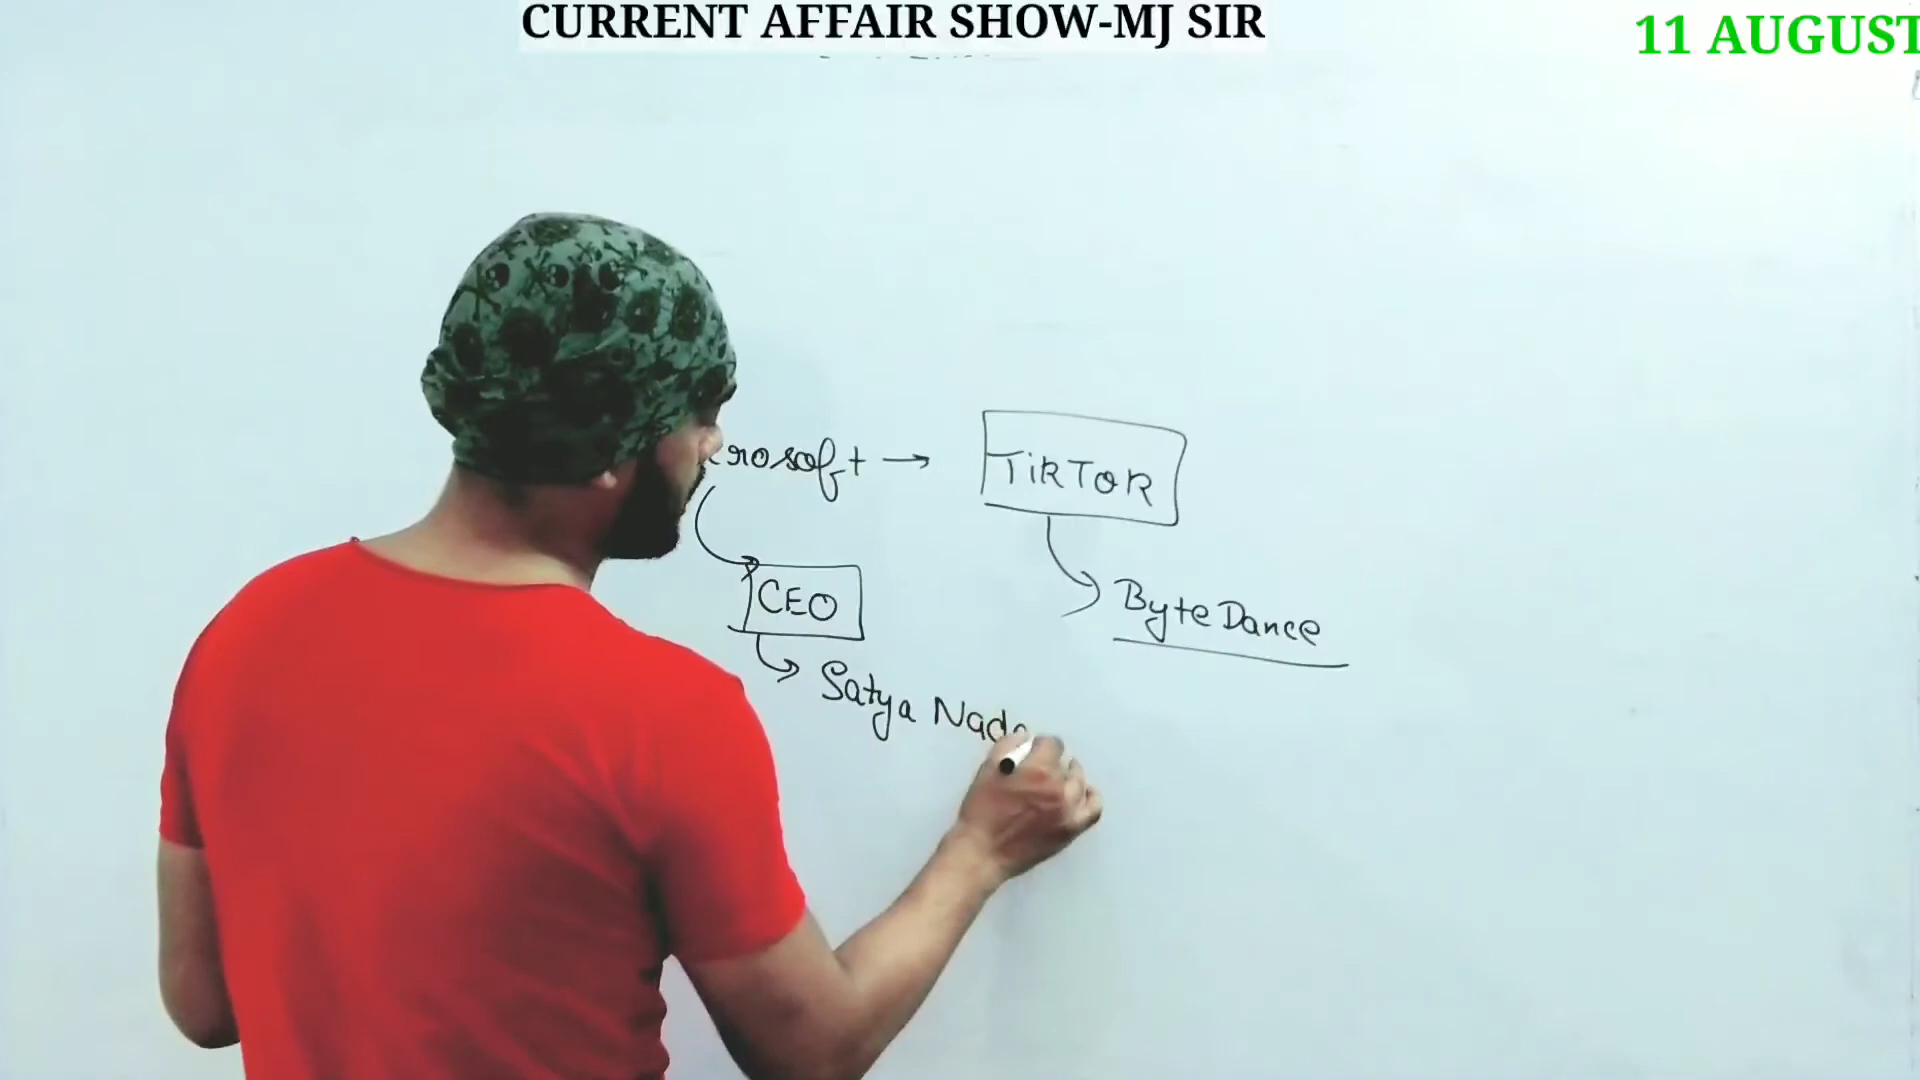 CURRENT AFFAIR SHOW-MJ SIR
11 AUGUST
rosoft → TikTok
CEO
ByteDance
Satya Nad